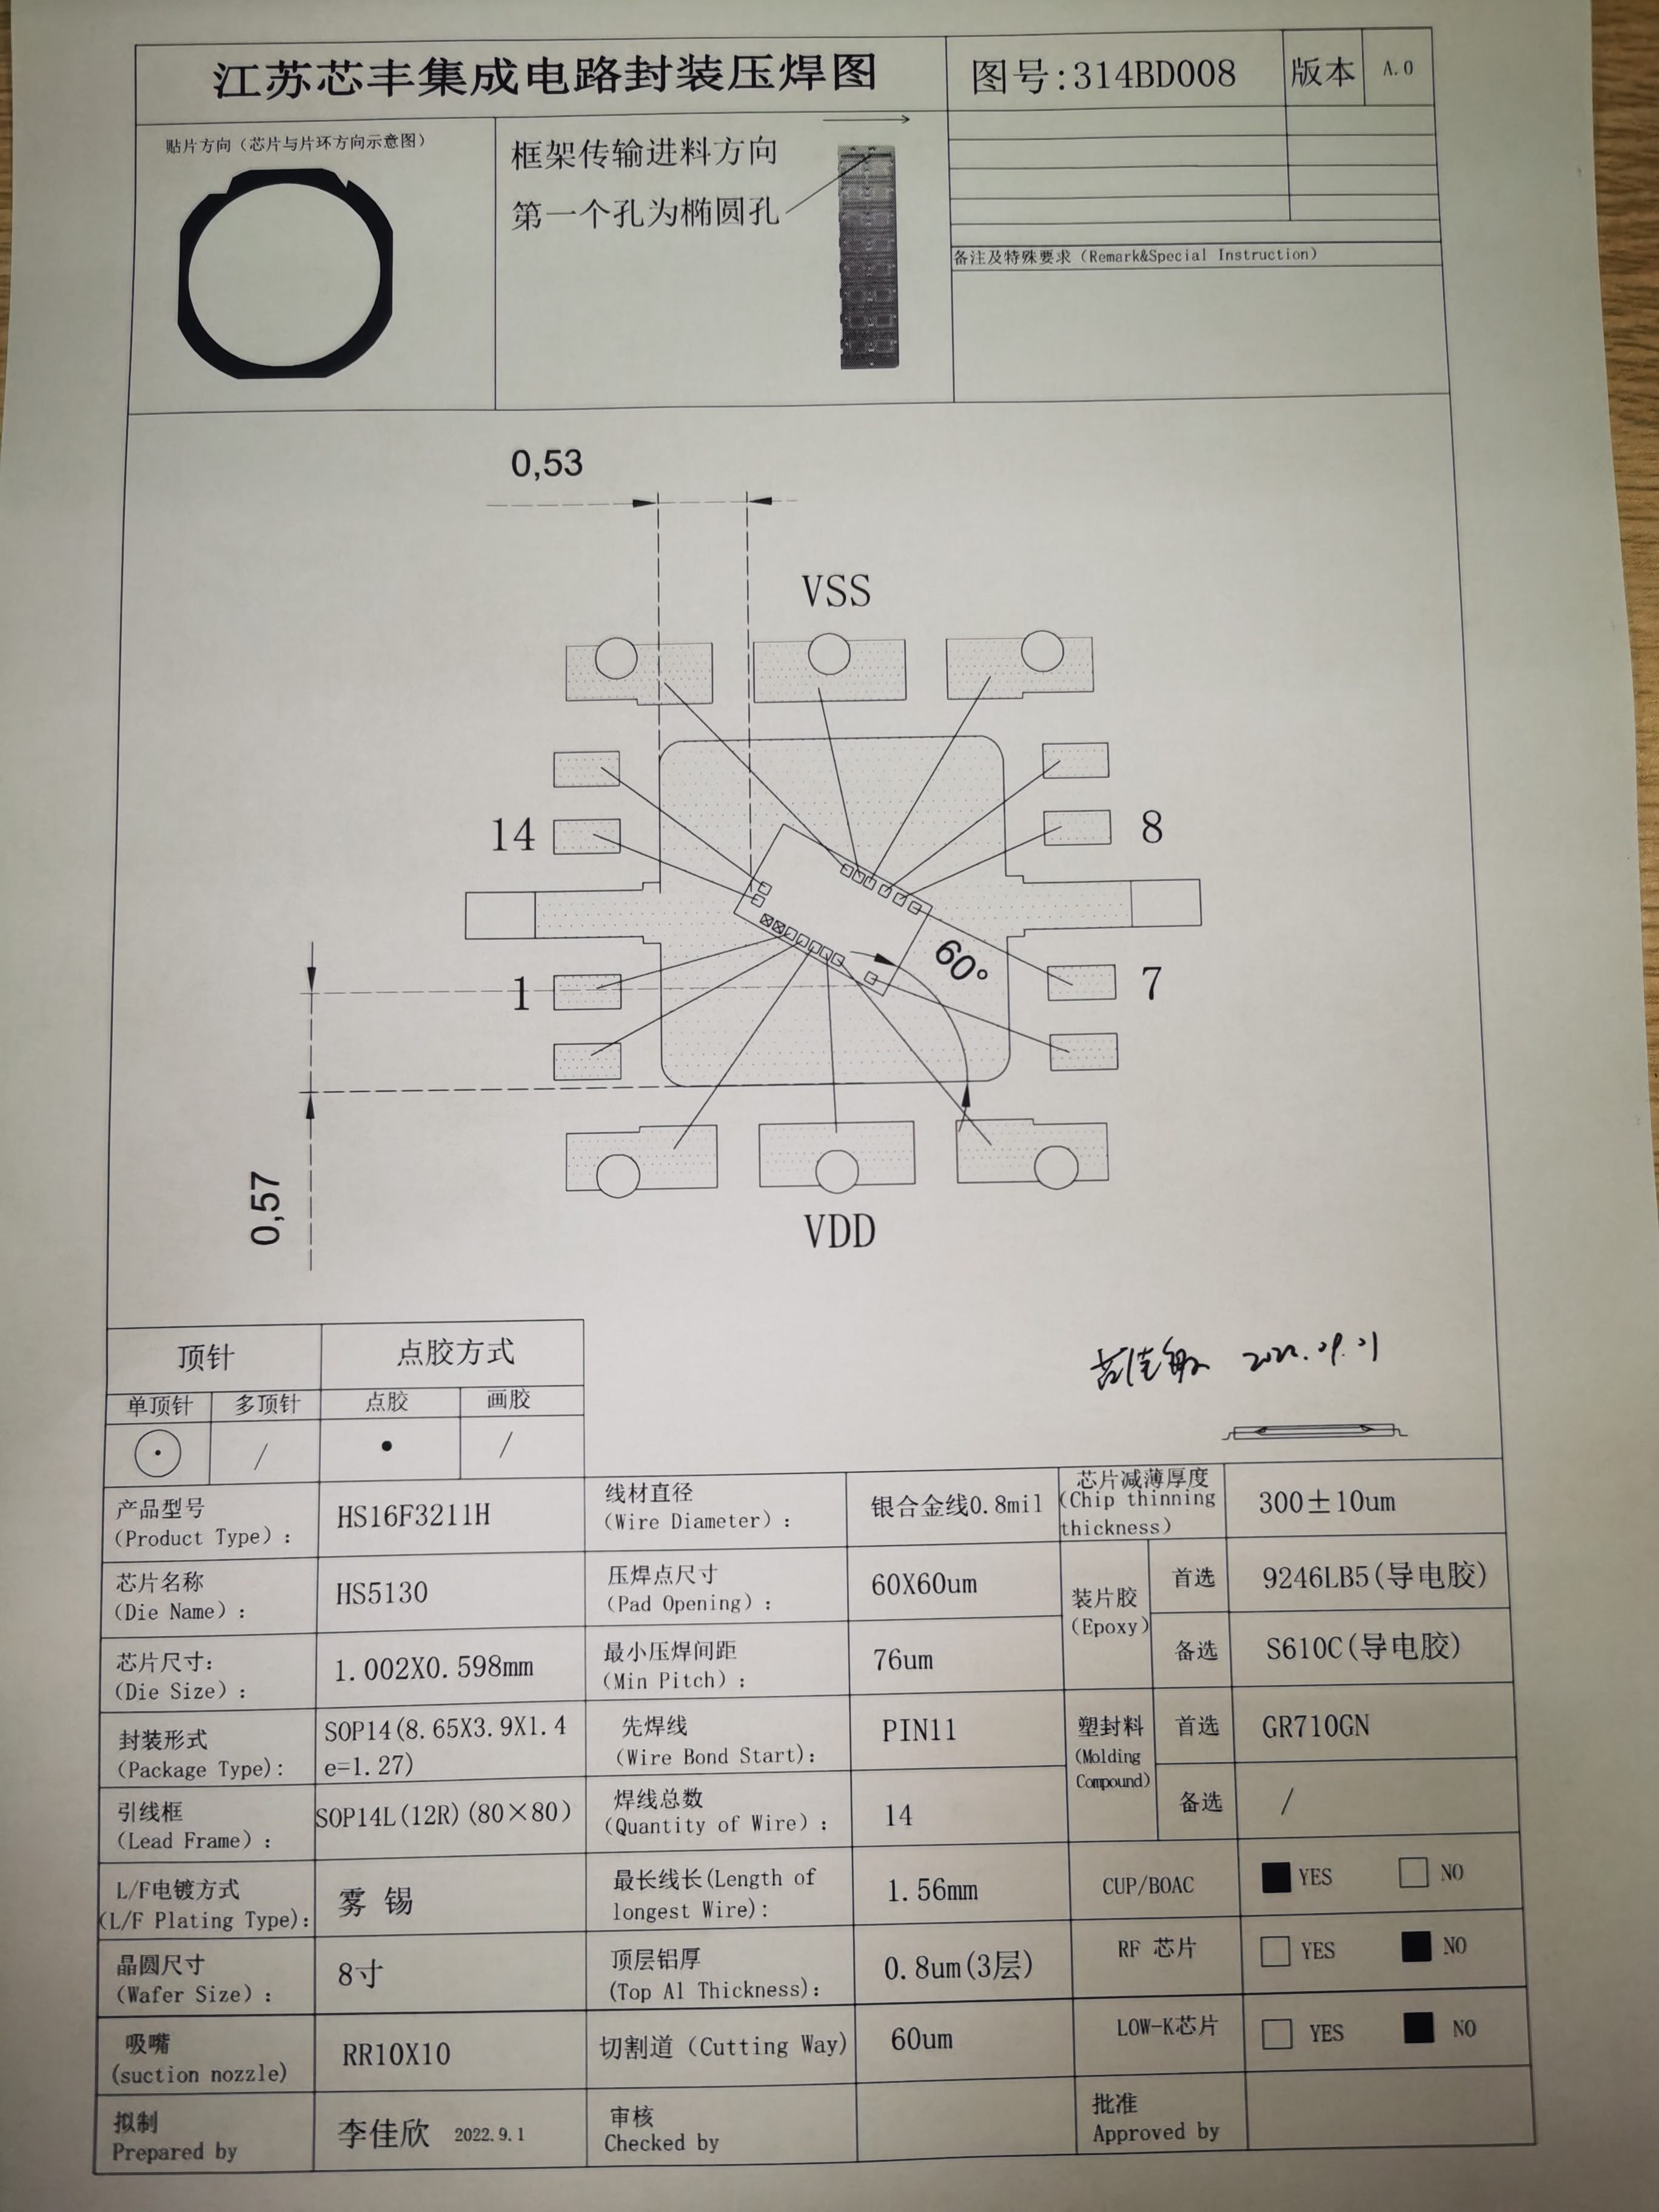 江苏芯丰集成电路封装压焊图
图号:314BD008
版本
A.0
贴片方向（芯片与片环方向示意图）
框架传输进料方向
第一个孔为椭圆孔
备注及特殊要求（Remark&Special Instruction）
0,53
VSS
14
8
60°
1
7
0,57
VDD
顶针
点胶方式
单顶针
多顶针
点胶
画胶
/
/
2022.09.01
产品型号
（Product Type）:
HS16F3211H
线材直径
（Wire Diameter）:
银合金线0.8mil
芯片减薄厚度
（Chip thinning
thickness）
300±10um
芯片名称
（Die Name）:
HS5130
压焊点尺寸
（Pad Opening）:
60X60um
装片胶
（Epoxy）
首选
9246LB5(导电胶)
芯片尺寸:
（Die Size）:
1.002X0.598mm
最小压焊间距
（Min Pitch）:
76um
备选
S610C(导电胶)
封装形式
（Package Type）:
SOP14(8.65X3.9X1.4
e=1.27)
先焊线
（Wire Bond Start）:
PIN11
塑封料
（Molding
Compound）
首选
GR710GN
引线框
（Lead Frame）:
SOP14L(12R)(80×80)
焊线总数
（Quantity of Wire）:
14
备选
/
L/F电镀方式
（L/F Plating Type）:
雾 锡
最长线长(Length of
longest Wire):
1.56mm
CUP/BOAC
YES
NO
晶圆尺寸
（Wafer Size）:
8寸
顶层铝厚
(Top Al Thickness):
0.8um(3层)
RF 芯片
YES
NO
吸嘴
(suction nozzle)
RR10X10
切割道（Cutting Way）
60um
LOW-K芯片
YES
NO
拟制
Prepared by
李佳欣 2022.9.1
审核
Checked by
批准
Approved by